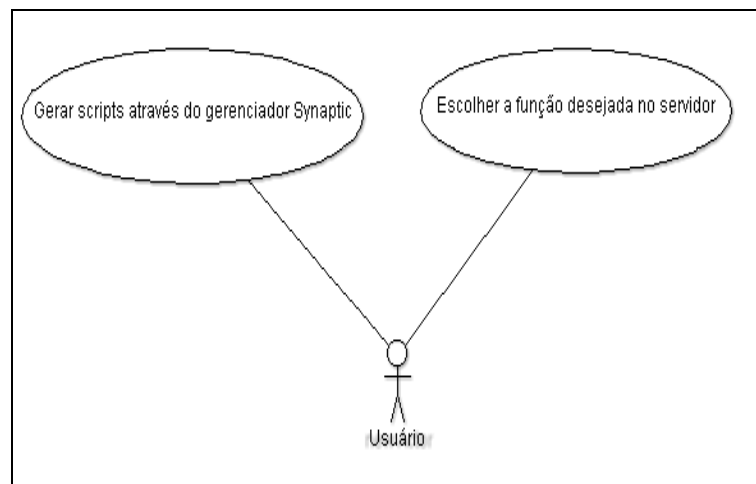 Gerar scripts através do gerenciador Synaptic
Escolher a função desejada no servidor
Usuário